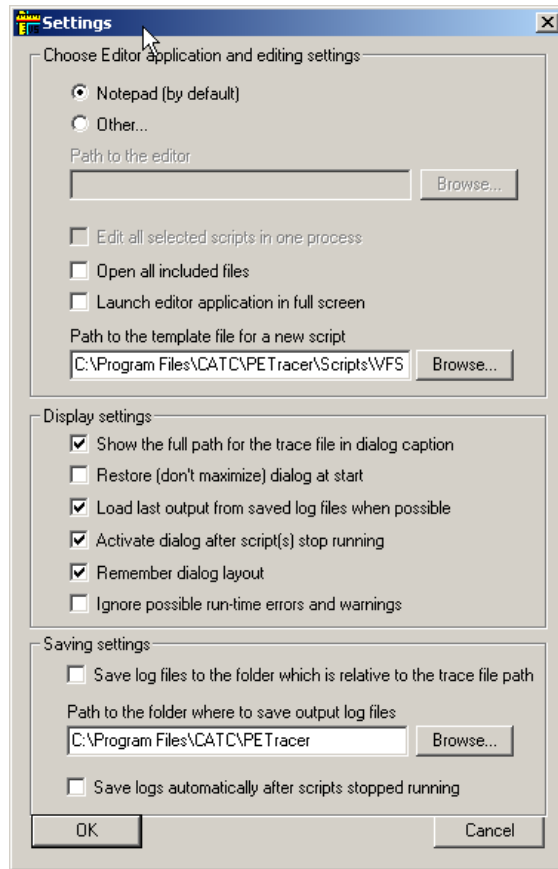 Settings
Choose Editor application and editing settings
Notepad (by default)
Other...
Path to the editor
Browse...
Edit all selected scripts in one process
Open all included files
Launch editor application in full screen
Path to the template file for a new script
C:\Program Files\CATC\PETracer\Scripts\VFS
Browse...
Display settings
Show the full path for the trace file in dialog caption
Restore (don't maximize) dialog at start
Load last output from saved log files when possible
Activate dialog after script(s) stop running
Remember dialog layout
Ignore possible run-time errors and warnings
Saving settings
Save log files to the folder which is relative to the trace file path
Path to the folder where to save output log files
C:\Program Files\CATC\PETracer
Browse...
Save logs automatically after scripts stopped running
OK
Cancel